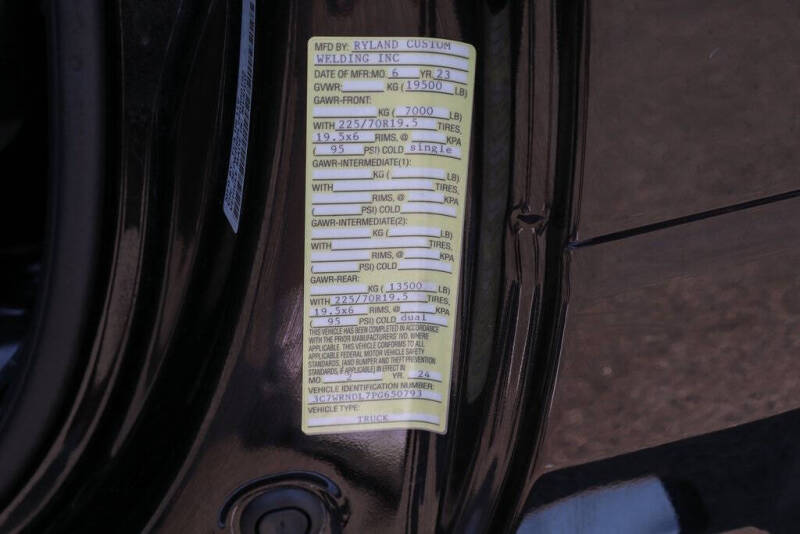 MFD BY: RYLAND CUSTOM
WELDING INC
DATE OF MFR:MO. 6 YR. 23
GVWR: KG ( 19500 LB)
GAWR-FRONT:
KG ( 7000 LB)
WITH 225/70R19.5 TIRES,
19.5x6 RIMS, @ KPA
( 95 PSI) COLD single
GAWR-INTERMEDIATE(1):
KG ( LB)
WITH TIRES,
RIMS, @ KPA
( PSI) COLD
GAWR-INTERMEDIATE(2):
KG ( LB)
WITH TIRES,
RIMS, @ KPA
( PSI) COLD
GAWR-REAR:
KG ( 13500 LB)
WITH 225/70R19.5 TIRES,
19.5x6 RIMS, @ KPA
( 95 PSI) COLD dual
THIS VEHICLE HAS BEEN COMPLETED IN ACCORDANCE
WITH THE PRIOR MANUFACTURERS' IVD. WHERE
APPLICABLE. THIS VEHICLE CONFORMS TO ALL
APPLICABLE FEDERAL MOTOR VEHICLE SAFETY
STANDARDS, (AND BUMPER AND THEFT PREVENTION
STANDARDS, IF APPLICABLE) IN EFFECT IN
MO. YR. 24
VEHICLE IDENTIFICATION NUMBER:
3C7WRNDL7PG650793
VEHICLE TYPE:
TRUCK